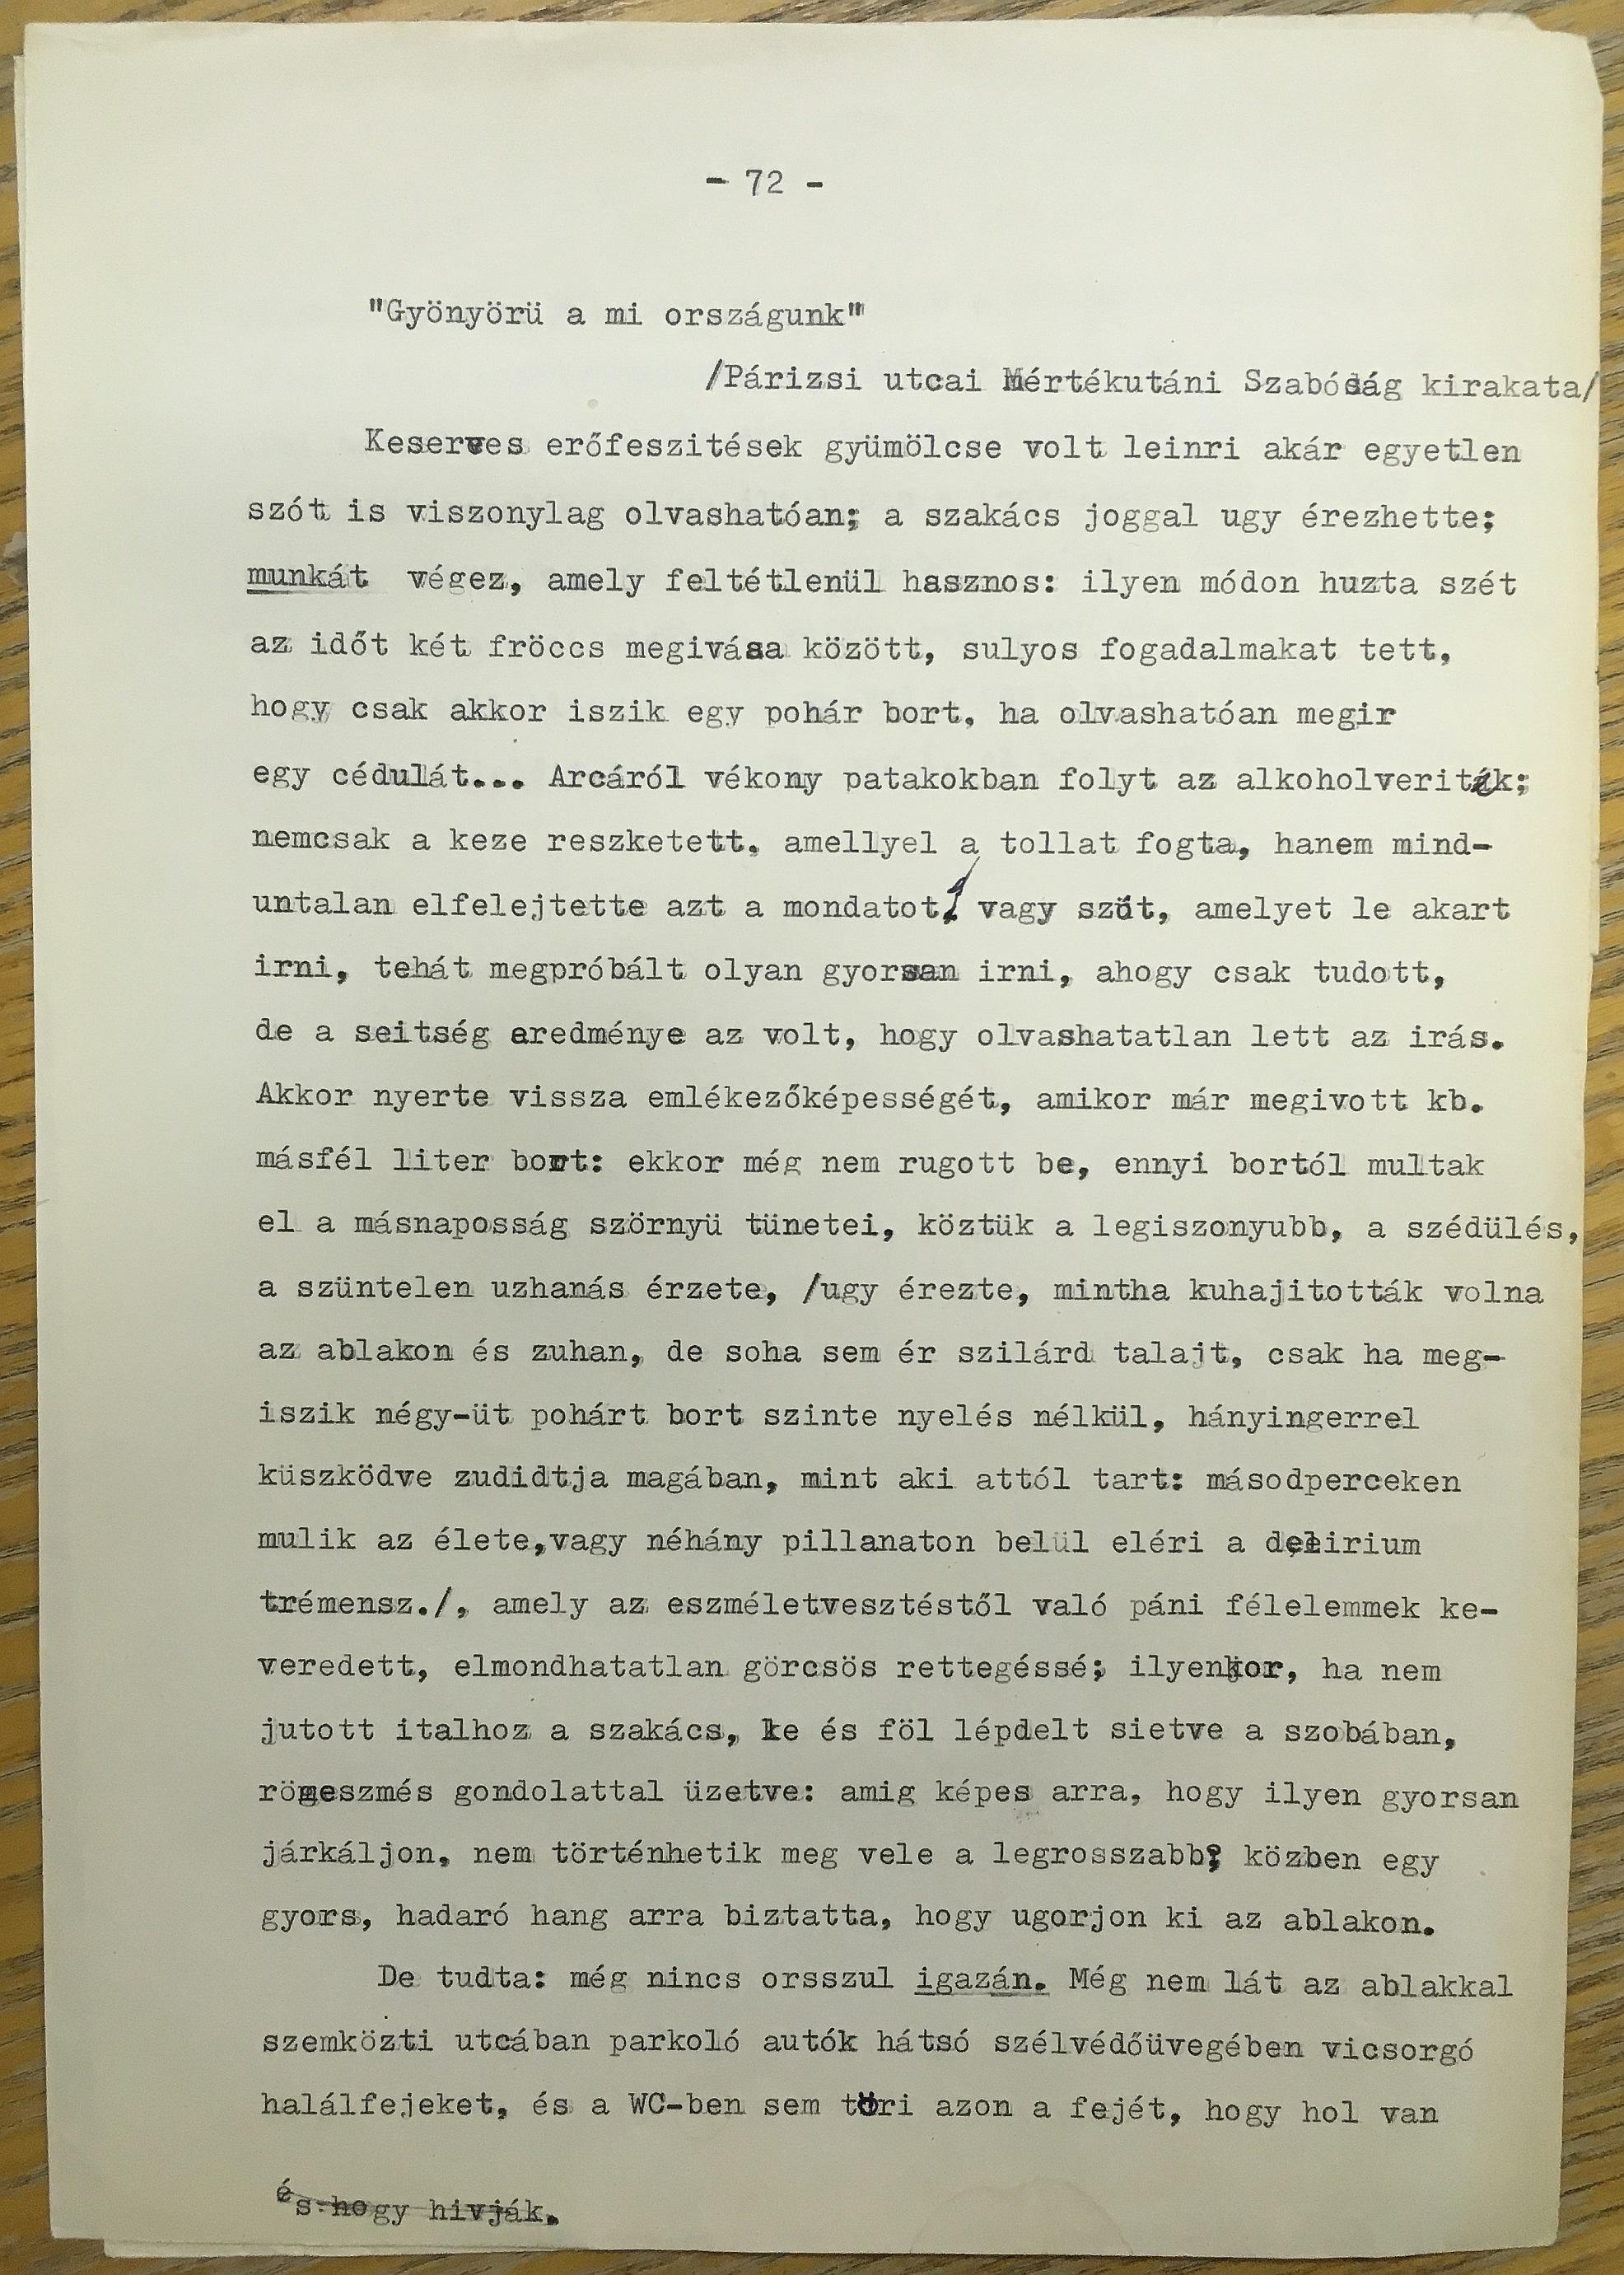 - 72 -
"Gyönyörü a mi országunk"
/Párizsi utcai Mértékutáni Szabóság kirakata/
Keserves erőfeszitések gyümölcse volt leinri akár egyetlen
szót is viszonylag olvashatóan; a szakács joggal ugy érezhette;
munkát végez, amely feltétlenül hasznos: ilyen módon huzta szét
az időt két fröccs megivása között, sulyos fogadalmakat tett,
hogy csak akkor iszik egy pohár bort, ha olvashatóan megir
egy cédulát... Arcáról vékony patakokban folyt az alkoholveriték;
nemcsak a keze reszketett, amellyel a tollat fogta, hanem mind-
untalan elfelejtette azt a mondatot, vagy szót, amelyet le akart
irni, tehát megpróbált olyan gyorsan irni, ahogy csak tudott,
de a seitség eredménye az volt, hogy olvashatatlan lett az irás.
Akkor nyerte vissza emlékezőképességét, amikor már megivott kb.
másfél liter bort: ekkor még nem rugott be, ennyi bortól multak
el a másnaposság szörnyü tünetei, köztük a legiszonyubb, a szédülés,
a szüntelen uzhanás érzete, /ugy érezte, mintha kuhajitották volna
az ablakon és zuhan, de soha sem ér szilárd talajt, csak ha meg-
iszik négy-üt pohárt bort szinte nyelés nélkül, hányingerrel
küszködve zudidtja magában, mint aki attól tart: másodperceken
mulik az élete,vagy néhány pillanaton belül eléri a delirium
trémensz./, amely az eszméletvesztéstől való páni félelemmek ke-
veredett, elmondhatatlan görcsös rettegéssé; ilyenkor, ha nem
jutott italhoz a szakács, le és föl lépdelt sietve a szobában,
rögeszmés gondolattal üzetve: amig képes arra, hogy ilyen gyorsan
járkáljon, nem történhetik meg vele a legrosszabb; közben egy
gyors, hadaró hang arra biztatta, hogy ugorjon ki az ablakon.
De tudta: még nincs orsszul igazán. Még nem lát az ablakkal
szemközti utcában parkoló autók hátsó szélvédőüvegében vicsorgó
halálfejeket, és a WC-ben sem töri azon a fejét, hogy hol van
és hogy hivják.